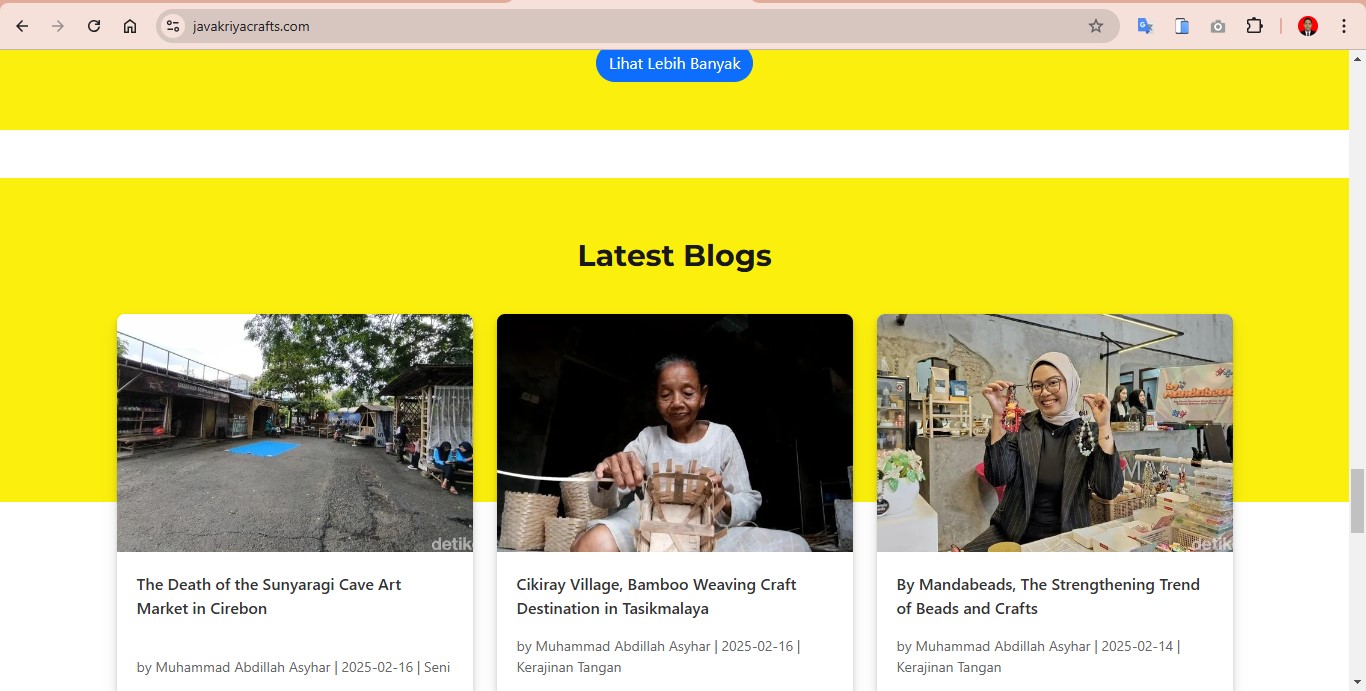 javakriyacrafts.com
Lihat Lebih Banyak
Latest Blogs
detik
By
Mandabeads
detik
The Death of the Sunyaragi Cave Art
Market in Cirebon
by Muhammad Abdillah Asyhar | 2025-02-16 | Seni
Cikiray Village, Bamboo Weaving Craft
Destination in Tasikmalaya
by Muhammad Abdillah Asyhar | 2025-02-16 |
Kerajinan Tangan
By Mandabeads, The Strengthening Trend
of Beads and Crafts
by Muhammad Abdillah Asyhar | 2025-02-14 |
Kerajinan Tangan